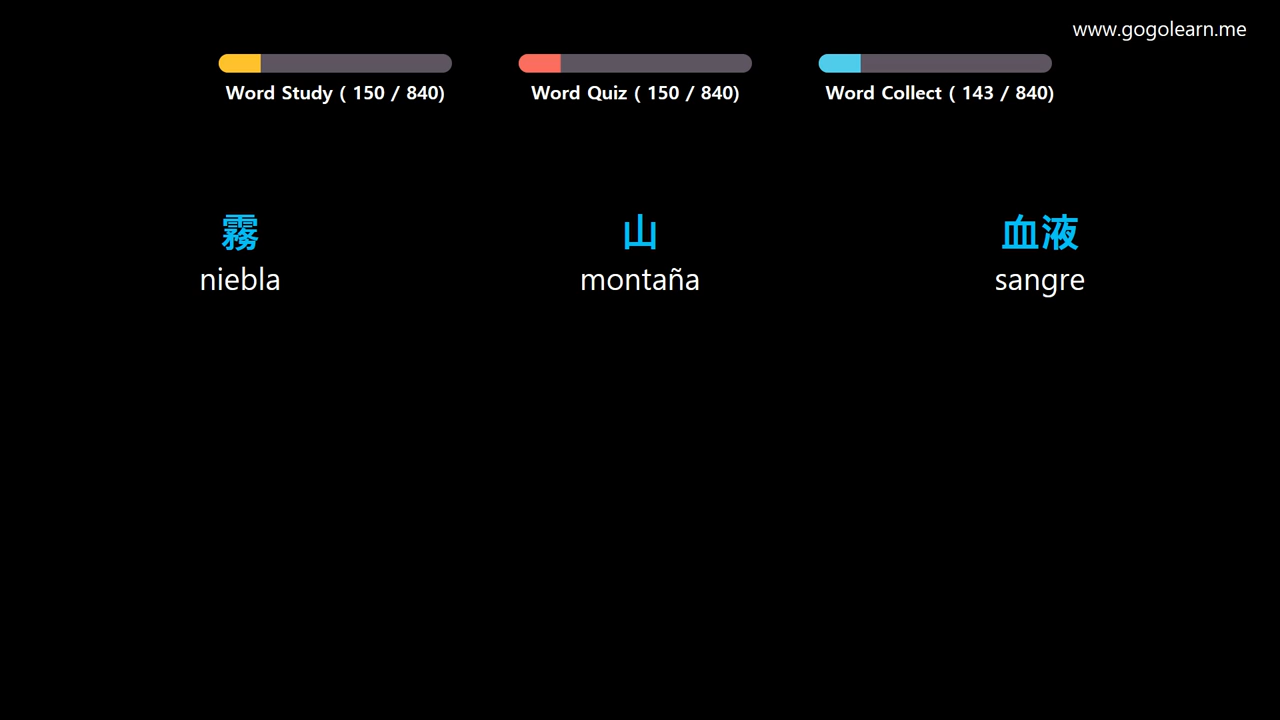 www.gogolearn.me
Word Study ( 150 / 840)
Word Quiz ( 150 / 840)
Word Collect ( 143 / 840)
霧
niebla
山
montaña
血液
sangre